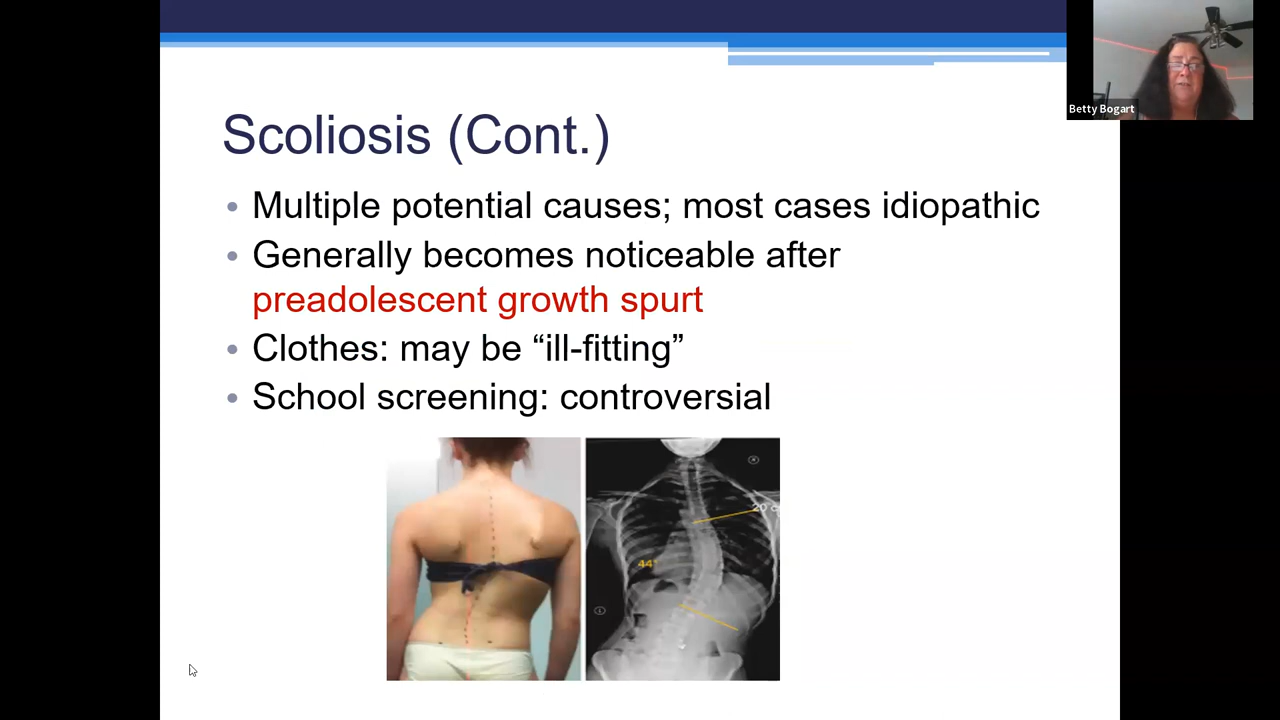 Betty Bogart
Scoliosis (Cont.)
• Multiple potential causes; most cases idiopathic
• Generally becomes noticeable after
preadolescent growth spurt
• Clothes: may be “ill-fitting”
• School screening: controversial
20
44°